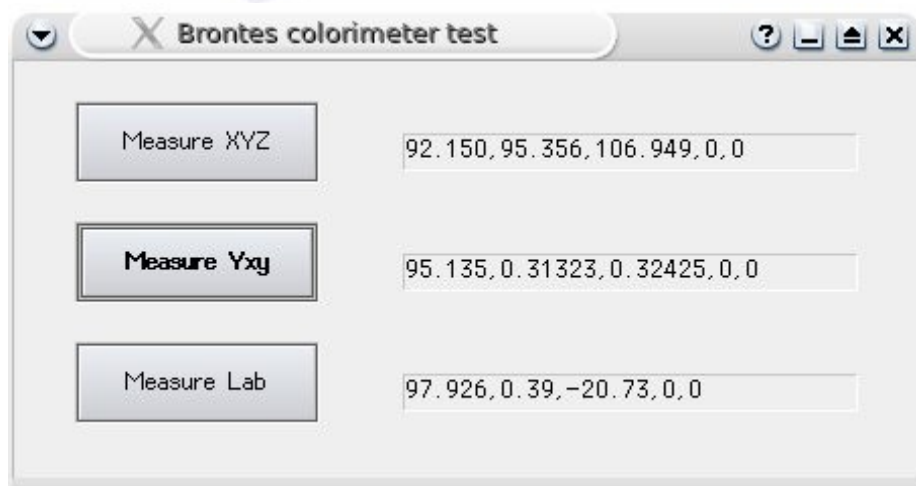 Brontes colorimeter test
Measure XYZ
92.150,95.356,106.949,0,0
Measure Yxy
95.135,0.31323,0.32425,0,0
Measure Lab
97.926,0.39,-20.73,0,0